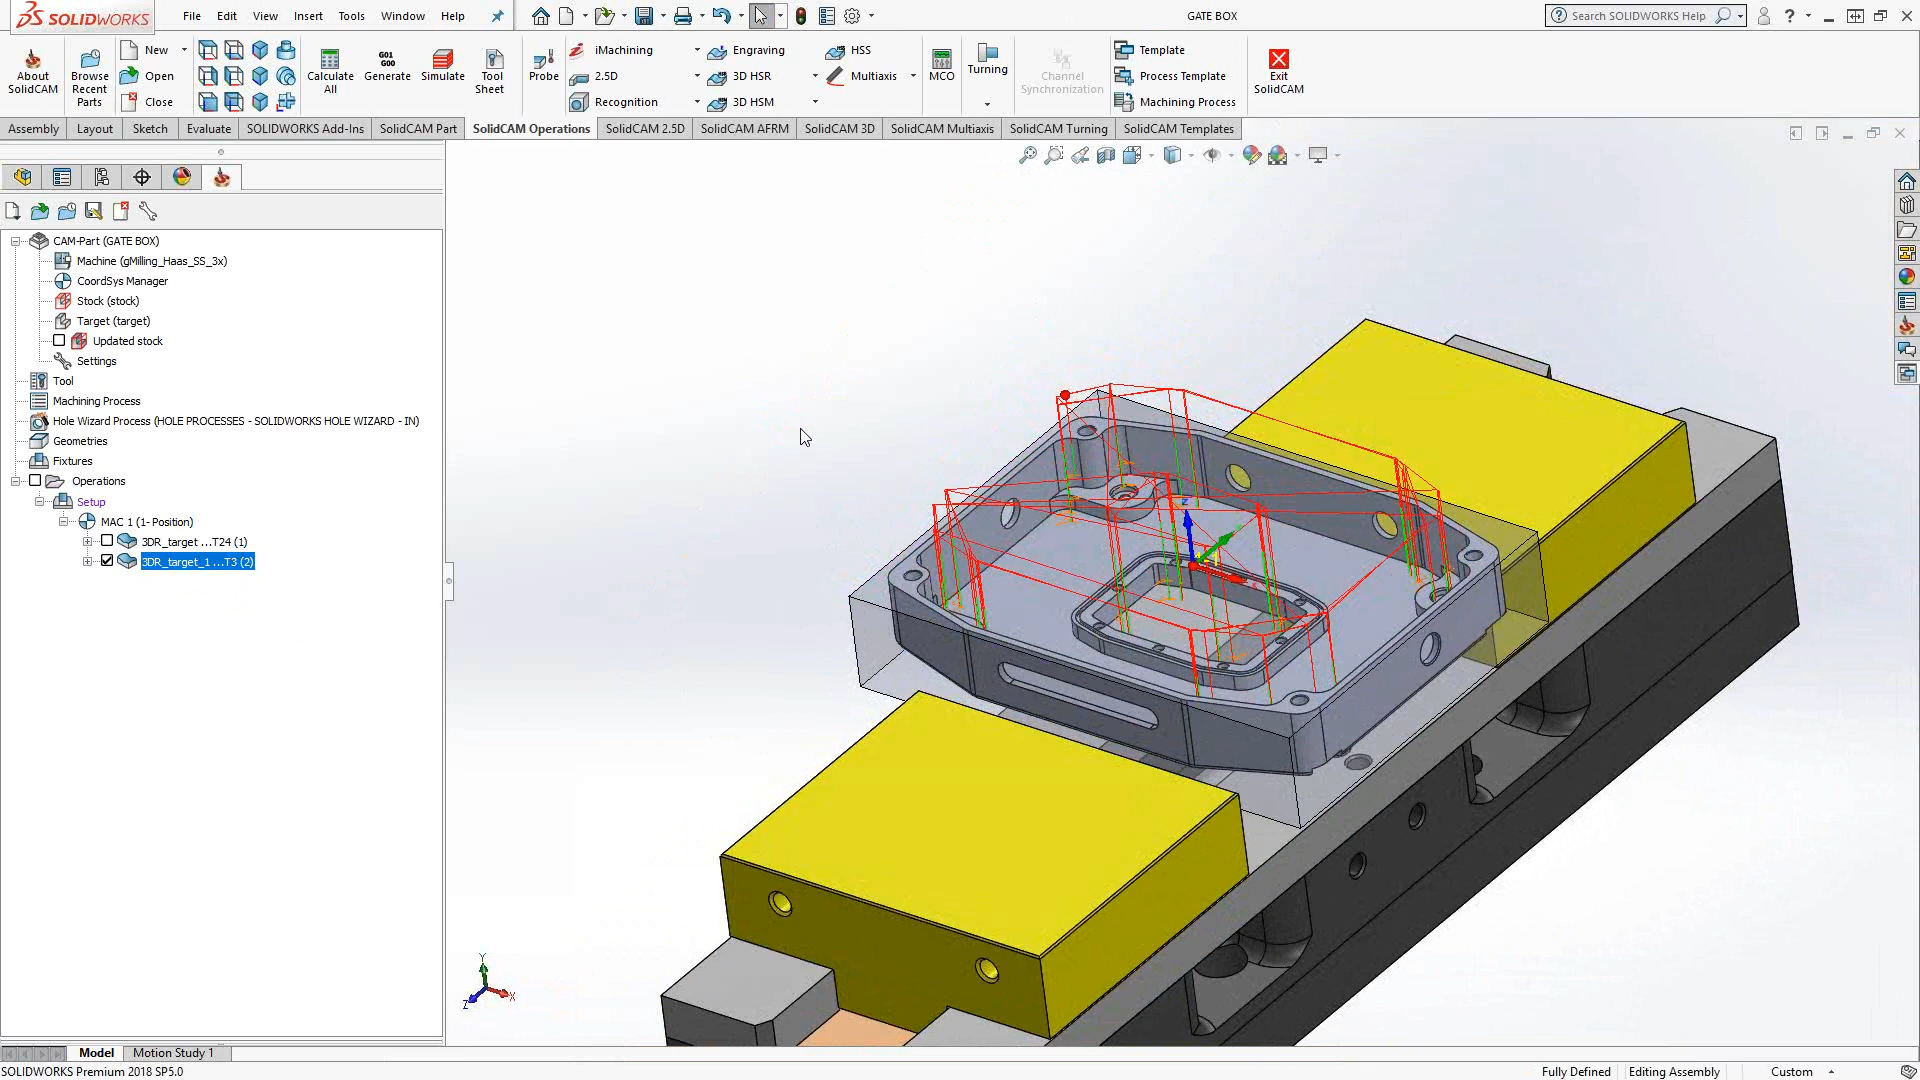 SOLIDWORKS
File Edit View Insert Tools Window Help
GATE BOX
Search SOLIDWORKS Help
About SolidCAM
Browse Recent Parts
New
Open
Close
Calculate All
G01 G00
Generate
Simulate
Tool Sheet
Probe
iMachining
2.5D
Recognition
Engraving
3D HSR
3D HSM
HSS
Multiaxis
MCO
Turning
Channel Synchronization
Template
Process Template
Machining Process
Exit SolidCAM
Assembly Layout Sketch Evaluate SOLIDWORKS Add-Ins SolidCAM Part SolidCAM Operations SolidCAM 2.5D SolidCAM AFRM SolidCAM 3D SolidCAM Multiaxis SolidCAM Turning SolidCAM Templates
CAM-Part (GATE BOX)
Machine (gMilling_Haas_SS_3x)
CoordSys Manager
Stock (stock)
Target (target)
Updated stock
Settings
Tool
Machining Process
Hole Wizard Process (HOLE PROCESSES - SOLIDWORKS HOLE WIZARD - IN)
Geometries
Fixtures
Operations
Setup
MAC 1 (1- Position)
3DR_target ...T24 (1)
3DR_target_1 ...T3 (2)
Z
Y
Z
X
Model Motion Study 1
SOLIDWORKS Premium 2018 SP5.0
Fully Defined Editing Assembly Custom